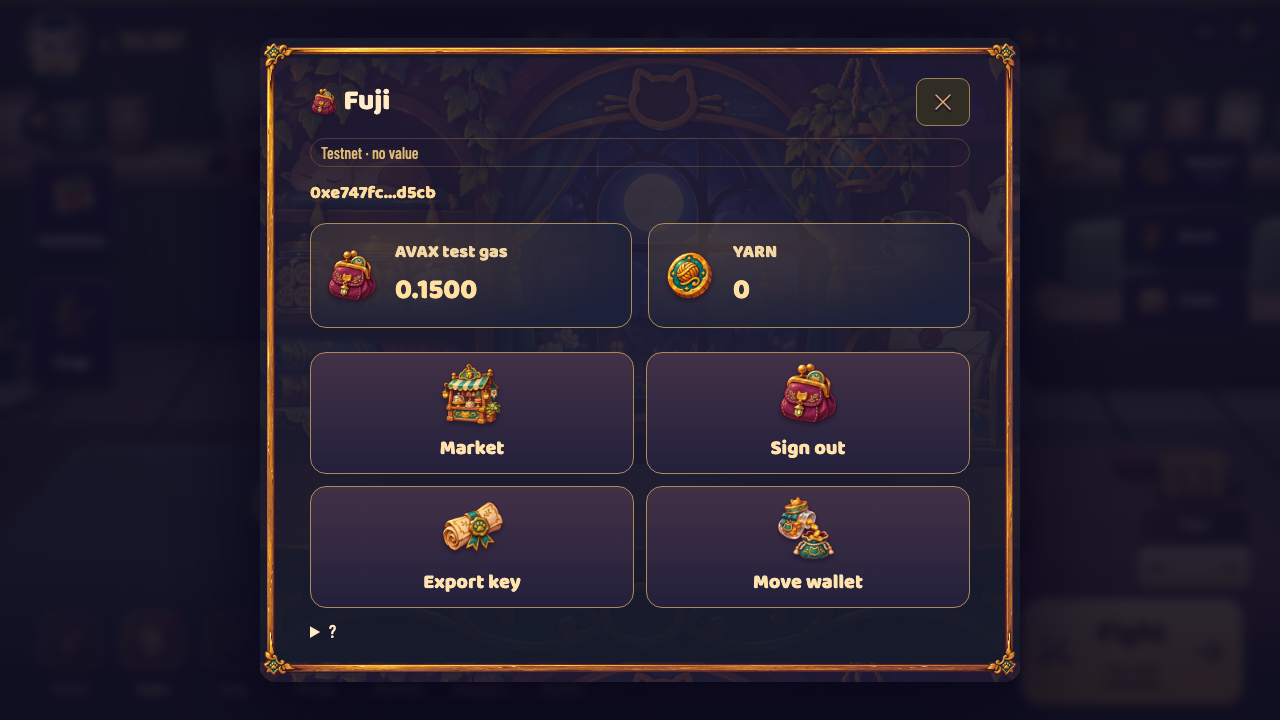 Fuji
Testnet · no value
0xe747fc...d5cb
AVAX test gas
0.1500
YARN
0
Market
Sign out
Export key
Move wallet
?
Fight